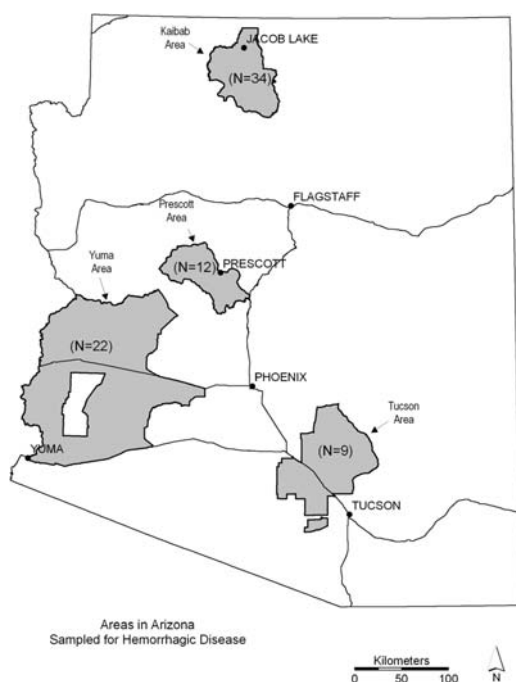 Kaibab
Area
JACOB LAKE
(N=34)
FLAGSTAFF
Prescott
Area
Yuma
Area
(N=12)
PRESCOTT
(N=22)
PHOENIX
Tucson
Area
(N=9)
YUMA
TUCSON
Areas in Arizona
Sampled for Hemorrhagic Disease
Kilometers
0 25 50 100
N